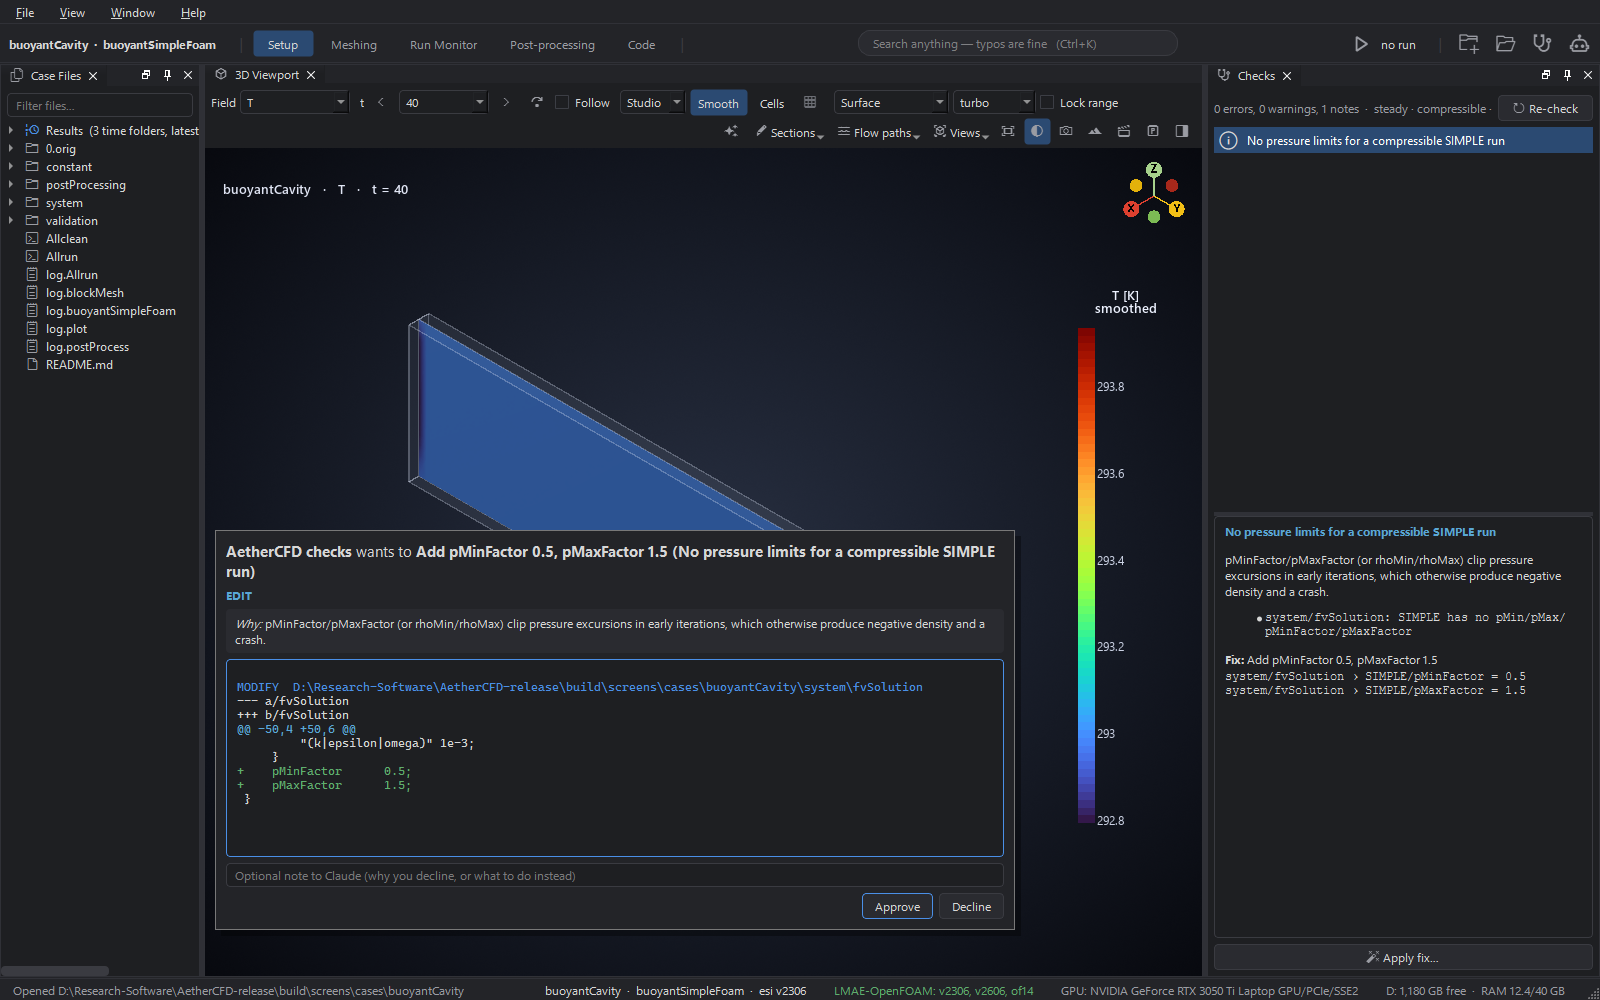 File View Window Help
buoyantCavity · buoyantSimpleFoam
Setup Meshing Run Monitor Post-processing Code
Search anything — typos are fine (Ctrl+K)
no run
Case Files
Filter files...
Results (3 time folders, latest
0.orig
constant
postProcessing
system
validation
Allclean
Allrun
log.Allrun
log.blockMesh
log.buoyantSimpleFoam
log.plot
log.postProcess
README.md
3D Viewport
Field T t 40 Follow Studio Smooth Cells Surface turbo Lock range
Sections Flow paths Views
buoyantCavity · T · t = 40
Z
X Y
T [K]
smoothed
293.8
293.6
293.4
293.2
293
292.8
AetherCFD checks wants to Add pMinFactor 0.5, pMaxFactor 1.5 (No pressure limits for a compressible SIMPLE
run)
EDIT
Why: pMinFactor/pMaxFactor (or rhoMin/rhoMax) clip pressure excursions in early iterations, which otherwise produce negative density and a
crash.
MODIFY D:\Research-Software\AetherCFD-release\build\screens\cases\buoyantCavity\system\fvSolution
--- a/fvSolution
+++ b/fvSolution
@@ -50,4 +50,6 @@
"(k|epsilon|omega)" 1e-3;
}
+ pMinFactor 0.5;
+ pMaxFactor 1.5;
}
Optional note to Claude (why you decline, or what to do instead)
Approve Decline
Checks
0 errors, 0 warnings, 1 notes · steady · compressible · Re-check
No pressure limits for a compressible SIMPLE run
No pressure limits for a compressible SIMPLE run
pMinFactor/pMaxFactor (or rhoMin/rhoMax) clip pressure
excursions in early iterations, which otherwise produce negative
density and a crash.
• system/fvSolution: SIMPLE has no pMin/pMax/
pMinFactor/pMaxFactor
Fix: Add pMinFactor 0.5, pMaxFactor 1.5
system/fvSolution › SIMPLE/pMinFactor = 0.5
system/fvSolution › SIMPLE/pMaxFactor = 1.5
Apply fix...
Opened D:\Research-Software\AetherCFD-release\build\screens\cases\buoyantCavity
buoyantCavity · buoyantSimpleFoam · esi v2306
LMAE-OpenFOAM: v2306, v2606, of14
GPU: NVIDIA GeForce RTX 3050 Ti Laptop GPU/PCIe/SSE2
D: 1,180 GB free · RAM 12.4/40 GB